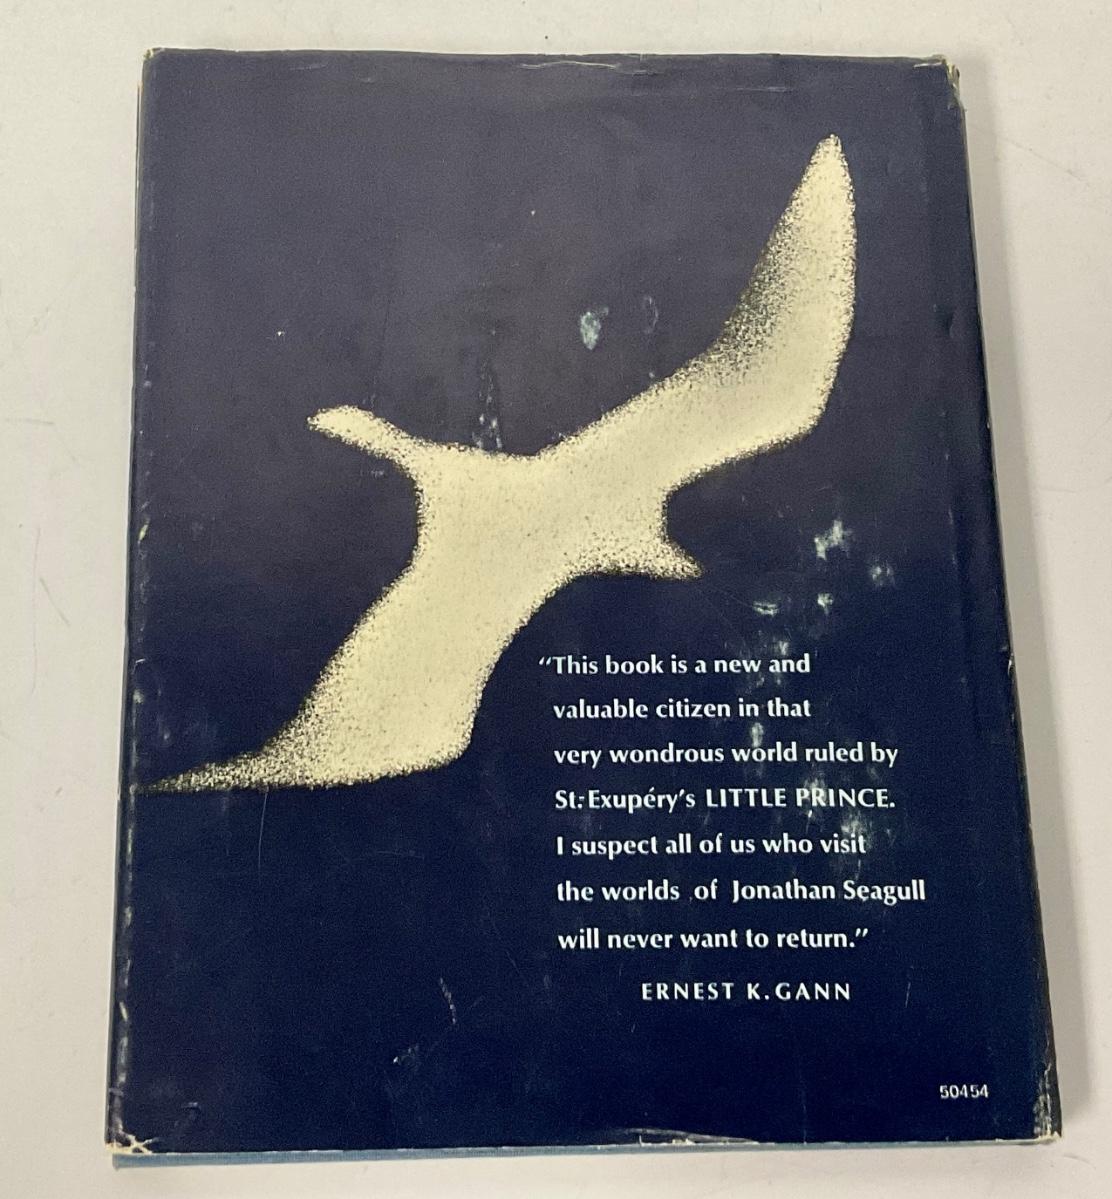 “This book is a new and
valuable citizen in that
very wondrous world ruled by
St.-Exupéry’s LITTLE PRINCE.
I suspect all of us who visit
the worlds of Jonathan Seagull
will never want to return.”
ERNEST K. GANN
50454